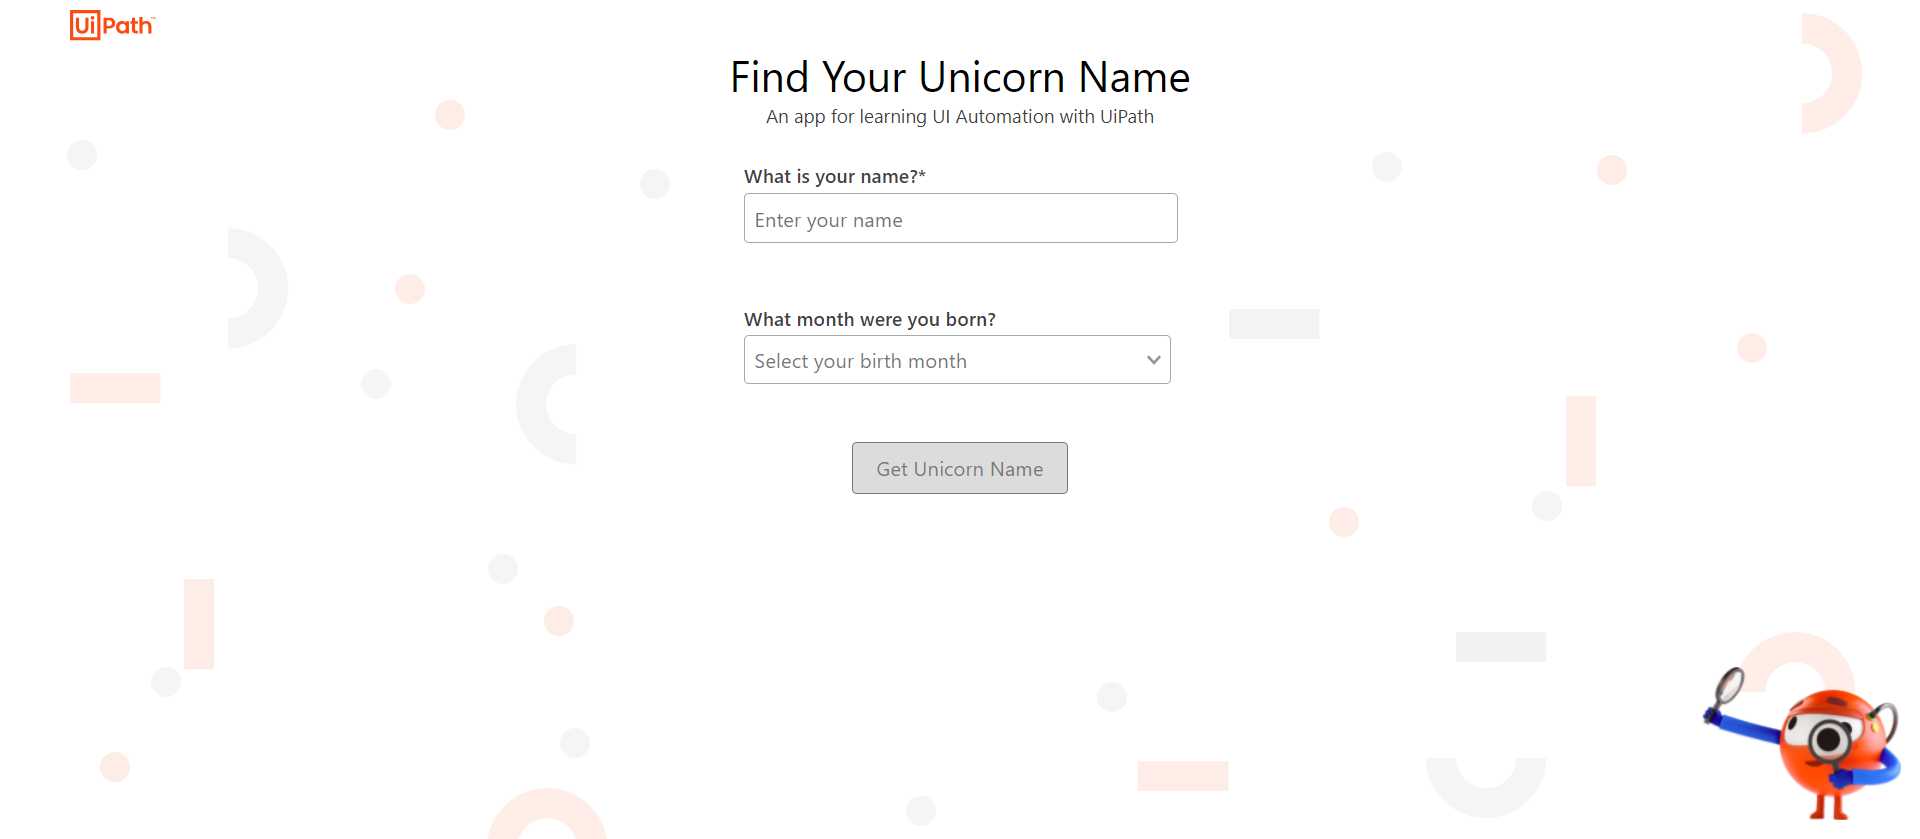 UiPath™
Find Your Unicorn Name
An app for learning UI Automation with UiPath
What is your name?*
Enter your name
What month were you born?
Select your birth month
Get Unicorn Name